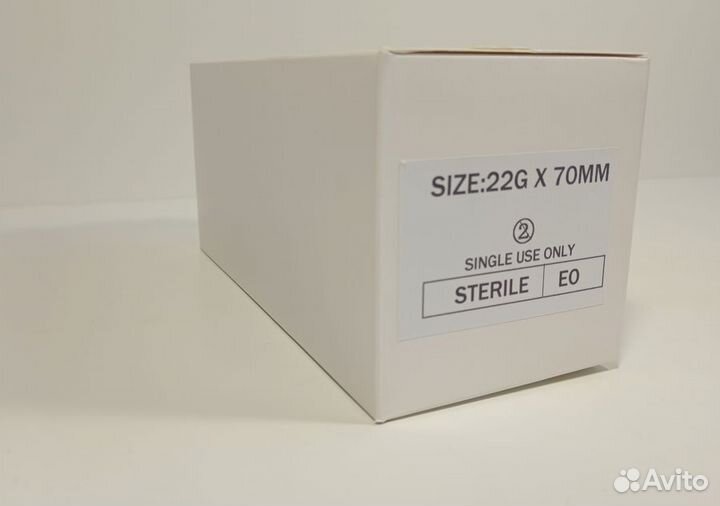 SIZE:22G X 70MM
2
SINGLE USE ONLY
STERILE EO
Avito